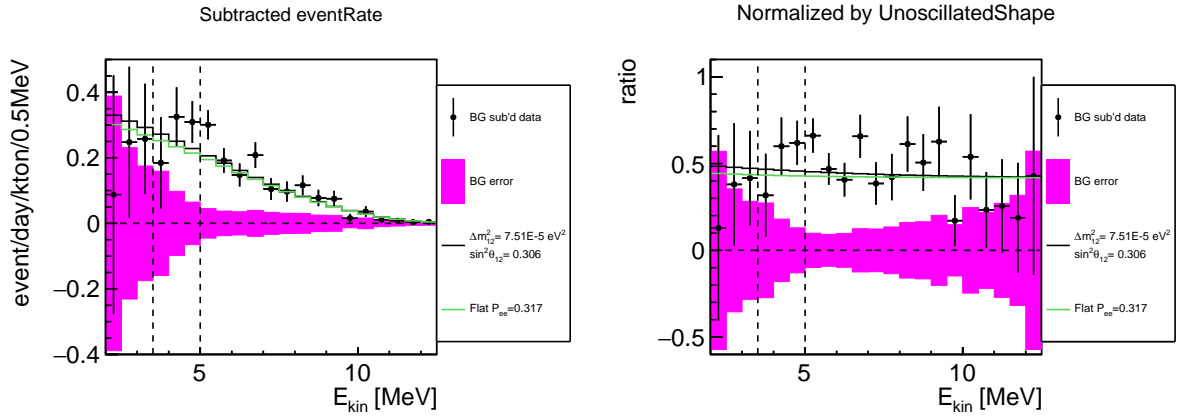 Subtracted eventRate
event/day/kton/0.5MeV
0.4
0.2
0
−0.2
−0.4
5
10
E_kin [MeV]
BG sub'd data
BG error
Δm²₁₂= 7.51E-5 eV²
sin²θ₁₂= 0.306
Flat P_ee=0.317
Normalized by UnoscillatedShape
ratio
1
0.5
0
−0.5
5
10
E_kin [MeV]
BG sub'd data
BG error
Δm²₁₂= 7.51E-5 eV²
sin²θ₁₂= 0.306
Flat P_ee=0.317